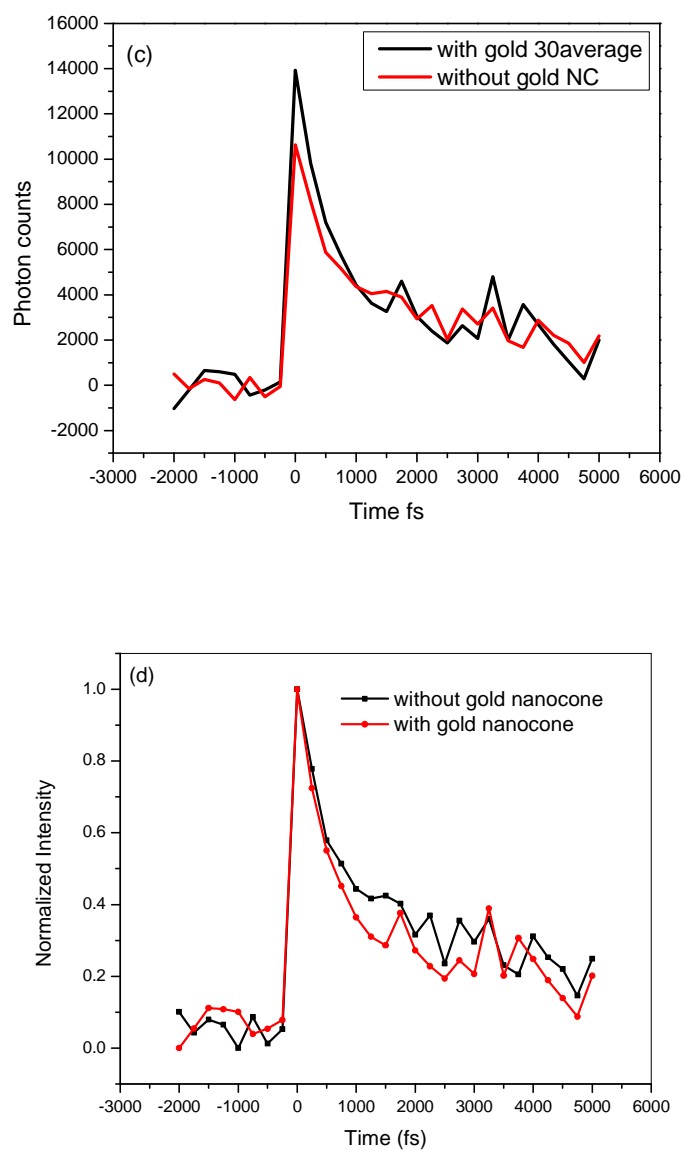 (c)
with gold 30average
without gold NC
16000
14000
12000
10000
8000
6000
4000
2000
0
-2000
Photon counts
-3000 -2000 -1000 0 1000 2000 3000 4000 5000 6000
Time fs
(d)
without gold nanocone
with gold nanocone
1.0
0.8
0.6
0.4
0.2
0.0
Normalized Intensity
-3000 -2000 -1000 0 1000 2000 3000 4000 5000 6000
Time (fs)